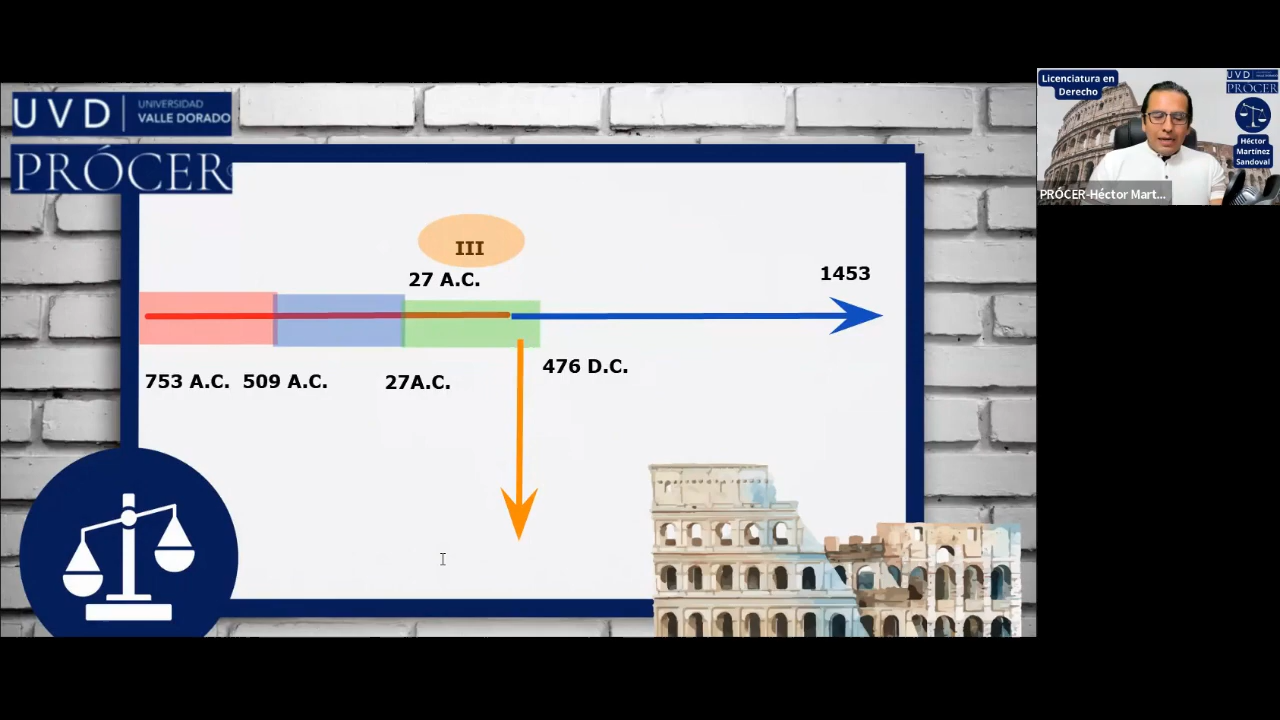 UVD
UNIVERSIDAD
VALLE DORADO
PRÓCER
III
27 A.C.
1453
753 A.C.
509 A.C.
27A.C.
476 D.C.
Licenciatura en
Derecho
UVD
PRÓCER
Héctor
Martínez
Sandoval
PRÓCER-Héctor Mart...